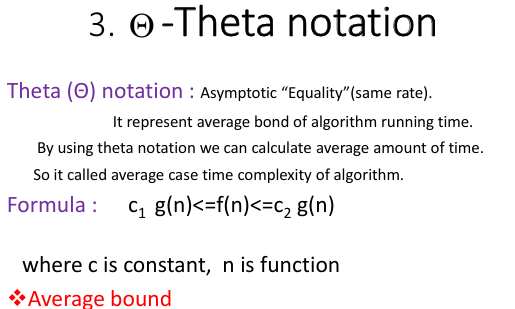 3. Θ -Theta notation
Theta (Θ) notation : Asymptotic “Equality”(same rate).
It represent average bond of algorithm running time.
By using theta notation we can calculate average amount of time.
So it called average case time complexity of algorithm.
Formula : c₁ g(n)<=f(n)<=c₂ g(n)
where c is constant, n is function
❖Average bound